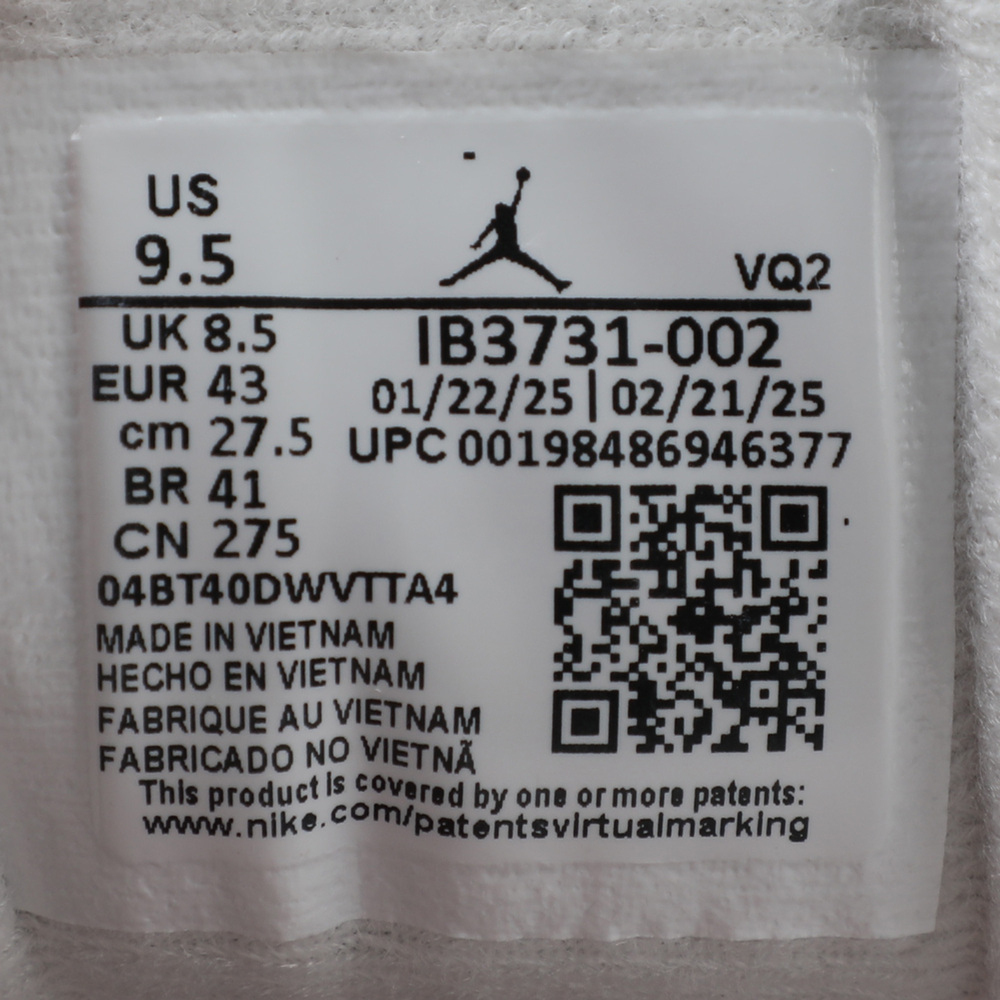 US
9.5
VQ2
UK 8.5
IB3731-002
EUR 43
01/22/25 | 02/21/25
cm 27.5
UPC 00198486946377
BR 41
CN 275
04BT40DWVTTA4
MADE IN VIETNAM
HECHO EN VIETNAM
FABRIQUE AU VIETNAM
FABRICADO NO VIETNÃ
This product is covered by one or more patents:
www.nike.com/patentsvirtualmarking